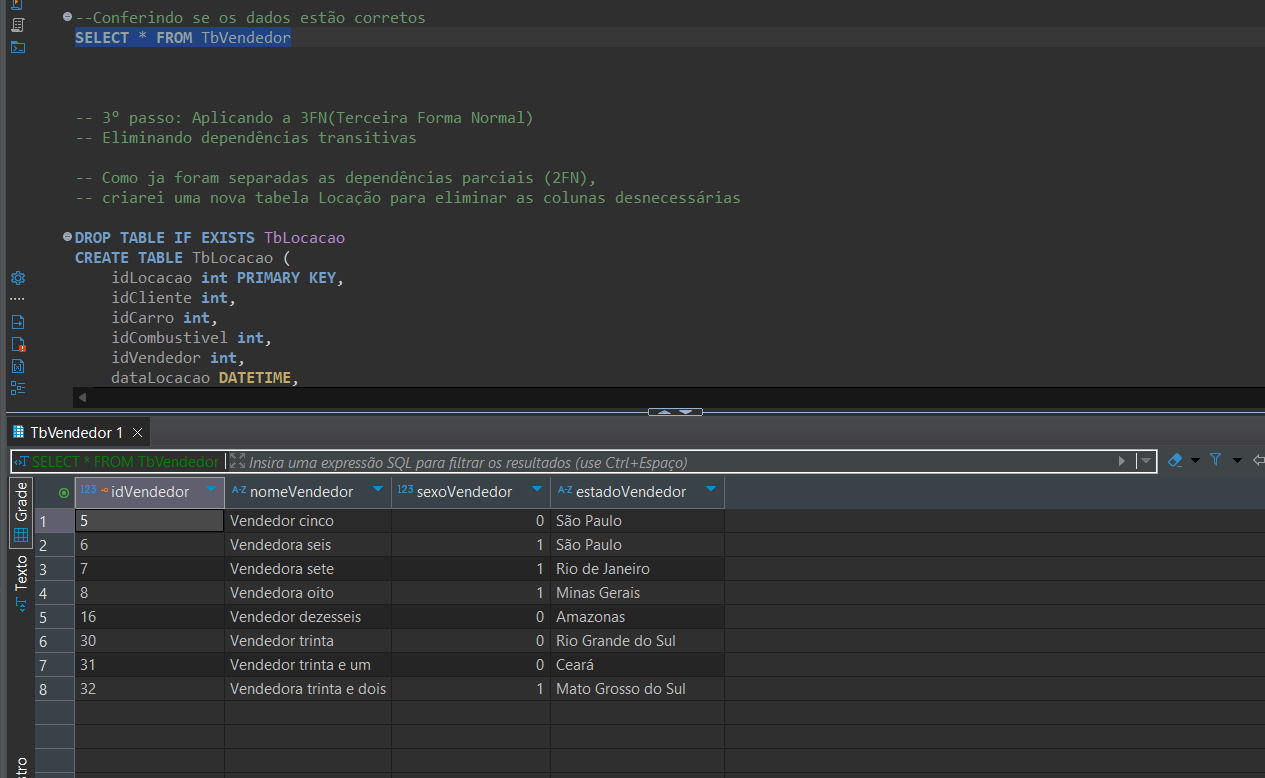 --Conferindo se os dados estão corretos
SELECT * FROM TbVendedor
-- 3º passo: Aplicando a 3FN(Terceira Forma Normal)
-- Eliminando dependências transitivas
-- Como ja foram separadas as dependências parciais (2FN),
-- criarei uma nova tabela Locação para eliminar as colunas desnecessárias
DROP TABLE IF EXISTS TbLocacao
CREATE TABLE TbLocacao (
idLocacao int PRIMARY KEY,
idCliente int,
idCarro int,
idCombustivel int,
idVendedor int,
dataLocacao DATETIME,
TbVendedor 1
SELECT * FROM TbVendedor Insira uma expressão SQL para filtrar os resultados (use Ctrl+Espaço)
Grade
Texto
123 idVendedor A-Z nomeVendedor 123 sexoVendedor A-Z estadoVendedor
1 5 Vendedor cinco 0 São Paulo
2 6 Vendedora seis 1 São Paulo
3 7 Vendedora sete 1 Rio de Janeiro
4 8 Vendedora oito 1 Minas Gerais
5 16 Vendedor dezesseis 0 Amazonas
6 30 Vendedor trinta 0 Rio Grande do Sul
7 31 Vendedor trinta e um 0 Ceará
8 32 Vendedora trinta e dois 1 Mato Grosso do Sul